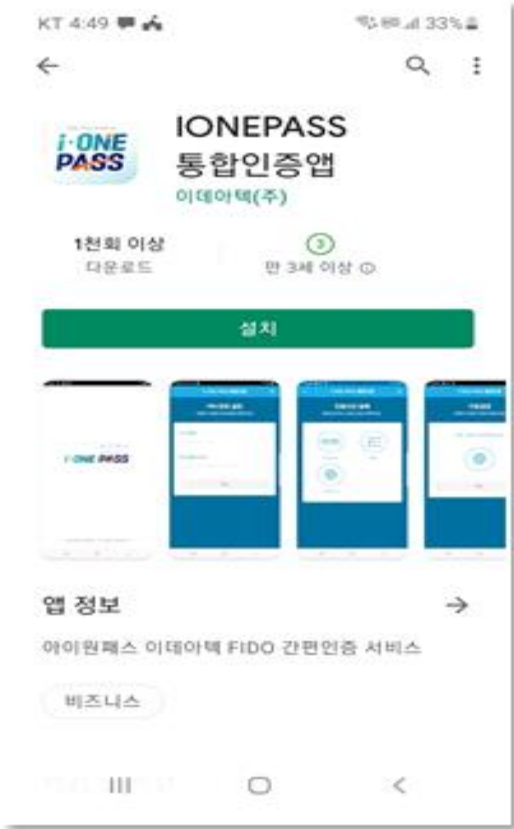 KT 4:49
33%
i·ONE
PASS
IONEPASS
통합인증앱
이데아텍(주)
1천회 이상
다운로드
3
만 3세 이상
설치
i·ONE PASS
앱 정보
아이원패스 이데아텍 FIDO 간편인증 서비스
비즈니스